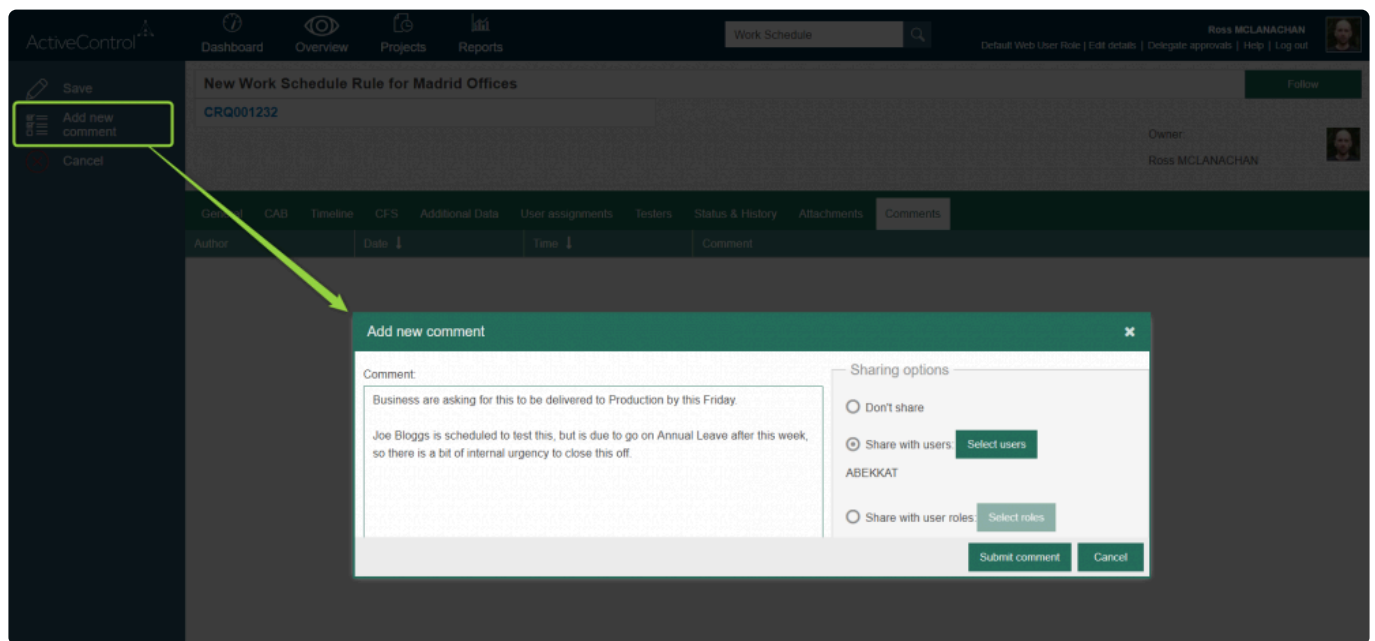 ActiveControl
Dashboard
Overview
Projects
Reports
Work Schedule
Ross MCLANACHAN
Default Web User Role | Edit details | Delegate approvals | Help | Log out
Save
Add new
comment
Cancel
New Work Schedule Rule for Madrid Offices
Follow
CRQ001232
Owner
Ross MCLANACHAN
General CAB Timeline CFS Additional Data User assignments Testers Status & History Attachments Comments
Author Date Time Comment
Add new comment
Comment:
Business are asking for this to be delivered to Production by this Friday.
Joe Bloggs is scheduled to test this, but is due to go on Annual Leave after this week,
so there is a bit of internal urgency to close this off.
Sharing options
Don't share
Share with users: Select users
ABEKKAT
Share with user roles: Select roles
Submit comment Cancel